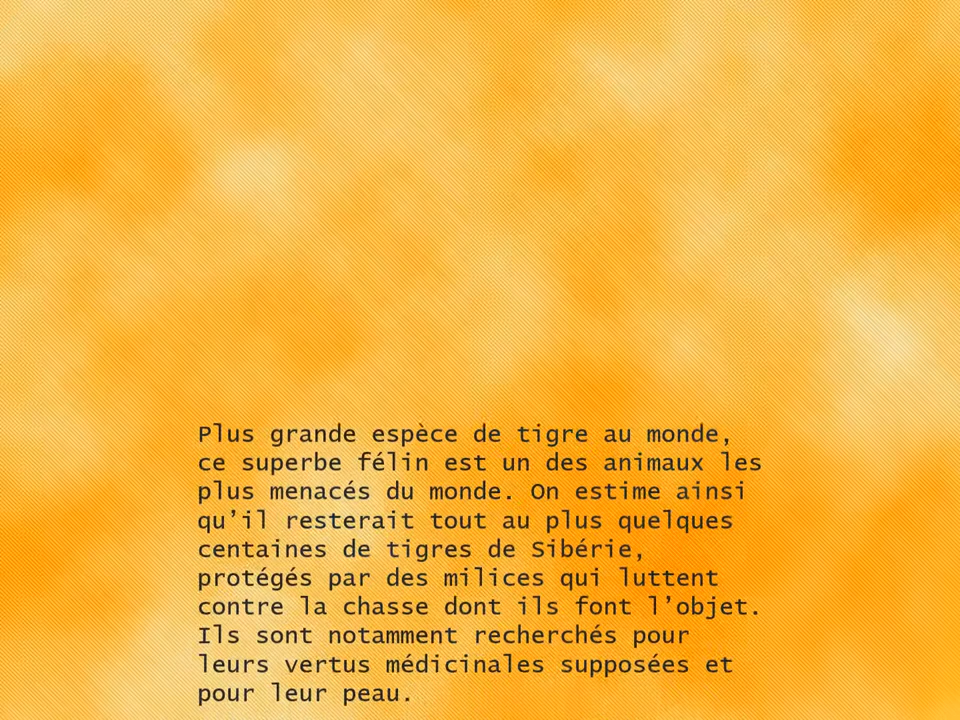 Plus grande espèce de tigre au monde,
ce superbe félin est un des animaux les
plus menacés du monde. On estime ainsi
qu’il resterait tout au plus quelques
centaines de tigres de Sibérie,
protégés par des milices qui luttent
contre la chasse dont ils font l’objet.
Ils sont notamment recherchés pour
leurs vertus médicinales supposées et
pour leur peau.